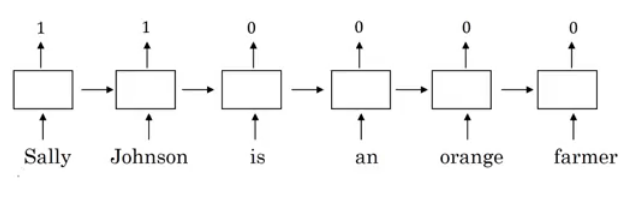 1 1 0 0 0 0
Sally Johnson is an orange farmer